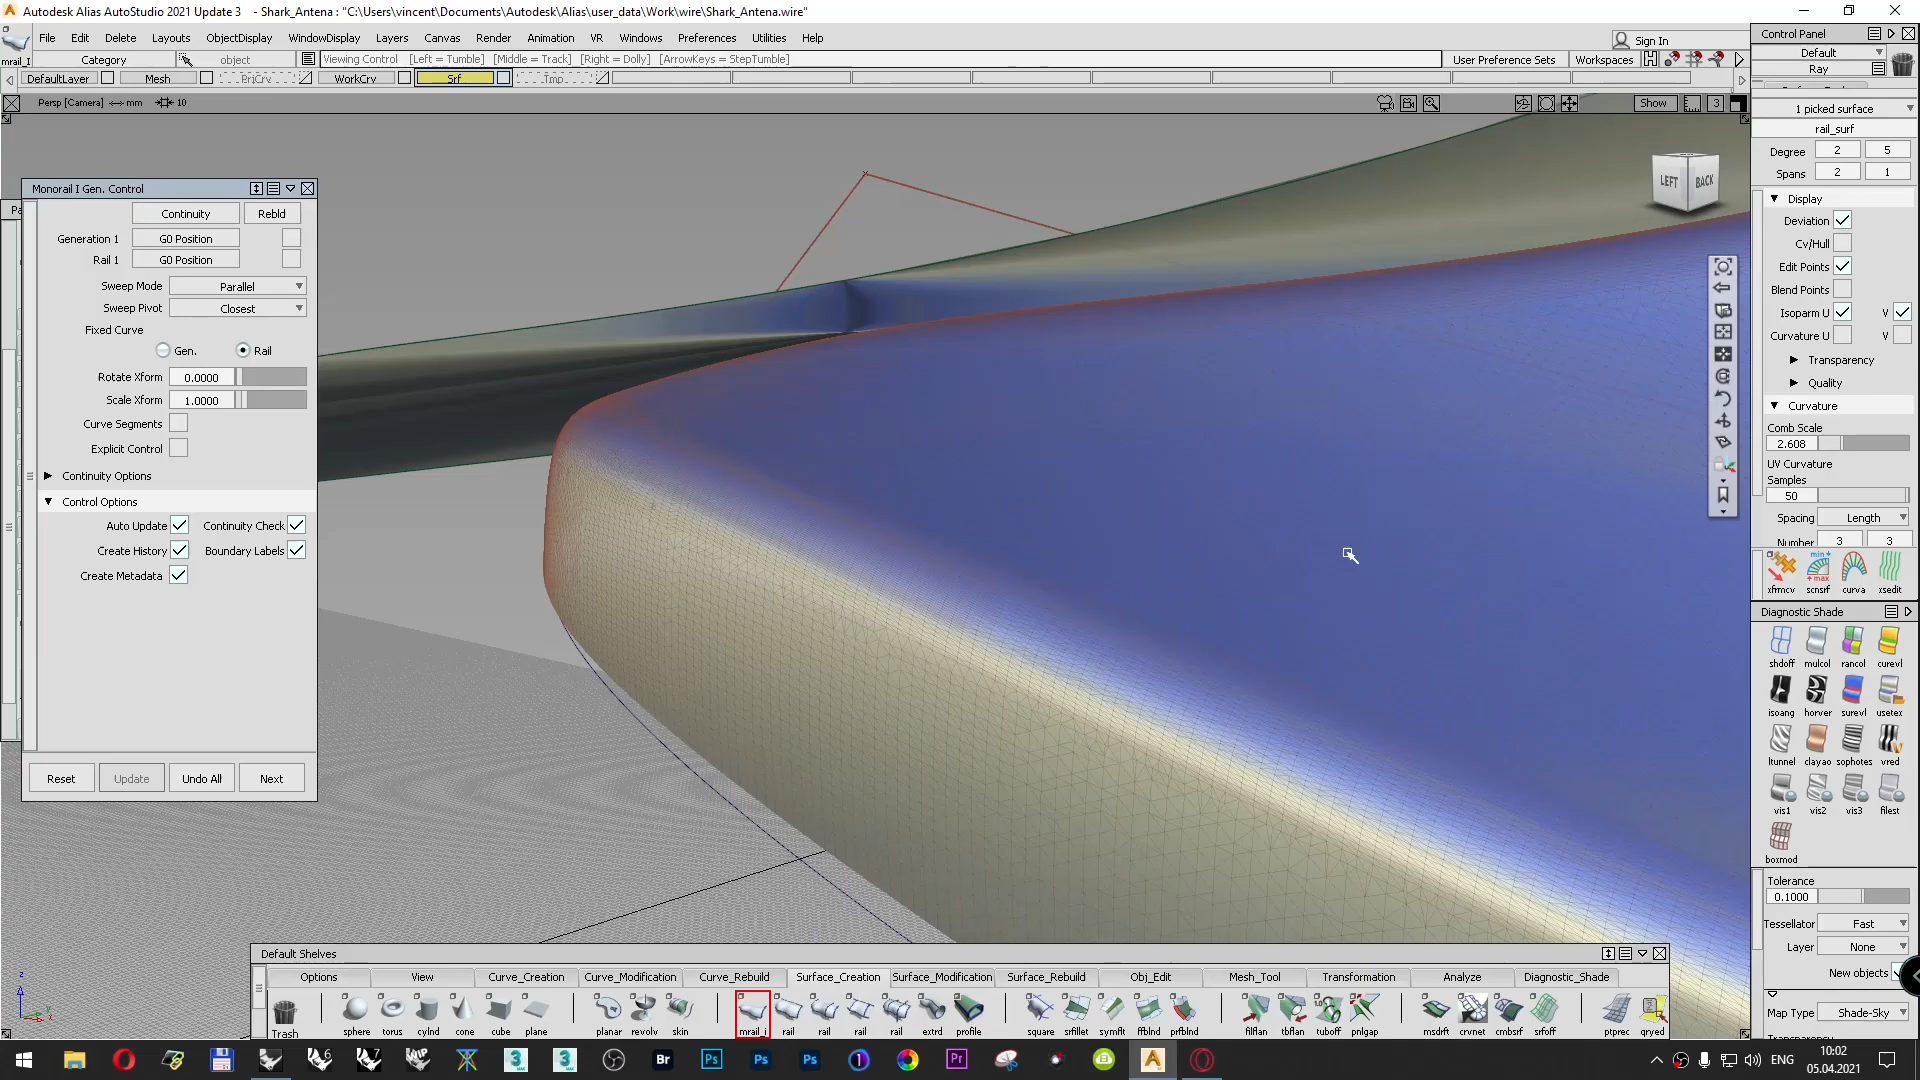 Autodesk Alias AutoStudio 2021 Update 3 - Shark_Antena : "C:\Users\vincent\Documents\Autodesk\Alias\user_data\Work\wire\Shark_Antena.wire"
File Edit Delete Layouts ObjectDisplay WindowDisplay Layers Canvas Render Animation VR Windows Preferences Utilities Help
Sign In
mrail_I Category object Viewing Control [Left = Tumble] [Middle = Track] [Right = Dolly] [ArrowKeys = StepTumble] User Preference Sets Workspaces
DefaultLayer Mesh PrjCrv WorkCrv Srf Tmp
Persp [Camera] mm 10 Show 3
LEFT BACK
Monorail I Gen. Control
Continuity Rebld
Generation 1 G0 Position
Rail 1 G0 Position
Sweep Mode Parallel
Sweep Pivot Closest
Fixed Curve
Gen. Rail
Rotate Xform 0.0000
Scale Xform 1.0000
Curve Segments
Explicit Control
Continuity Options
Control Options
Auto Update Continuity Check
Create History Boundary Labels
Create Metadata
Reset Update Undo All Next
Control Panel
Default
Ray
1 picked surface
rail_surf
Degree 2 5
Spans 2 1
Display
Deviation
Cv/Hull
Edit Points
Blend Points
Isoparm U V
Curvature U V
Transparency
Quality
Curvature
Comb Scale
2.608
UV Curvature
Samples
50
Spacing Length
Number 3 3
xfrmcv scnsrf curva xsedit
Diagnostic Shade
shdoff mulcol rancol curevl
isoang horver surevl usetex
ltunnel clayao sophotes vred
vis1 vis2 vis3 filest
boxmod
Tolerance
0.1000
Tessellator Fast
Layer None
New objects
Map Type Shade-Sky
Default Shelves
Options View Curve_Creation Curve_Modification Curve_Rebuild Surface_Creation Surface_Modification Surface_Rebuild Obj_Edit Mesh_Tool Transformation Analyze Diagnostic_Shade
Trash sphere torus cylnd cone cube plane planar revolv skin mrail_i rail rail rail rail extrd profile square srfillet symflt ffblnd prfblnd filflan tbflan tuboff pnlgap msdrft crvnet cmbsrf srfoff ptprec qryed
z
ENG
10:02
05.04.2021